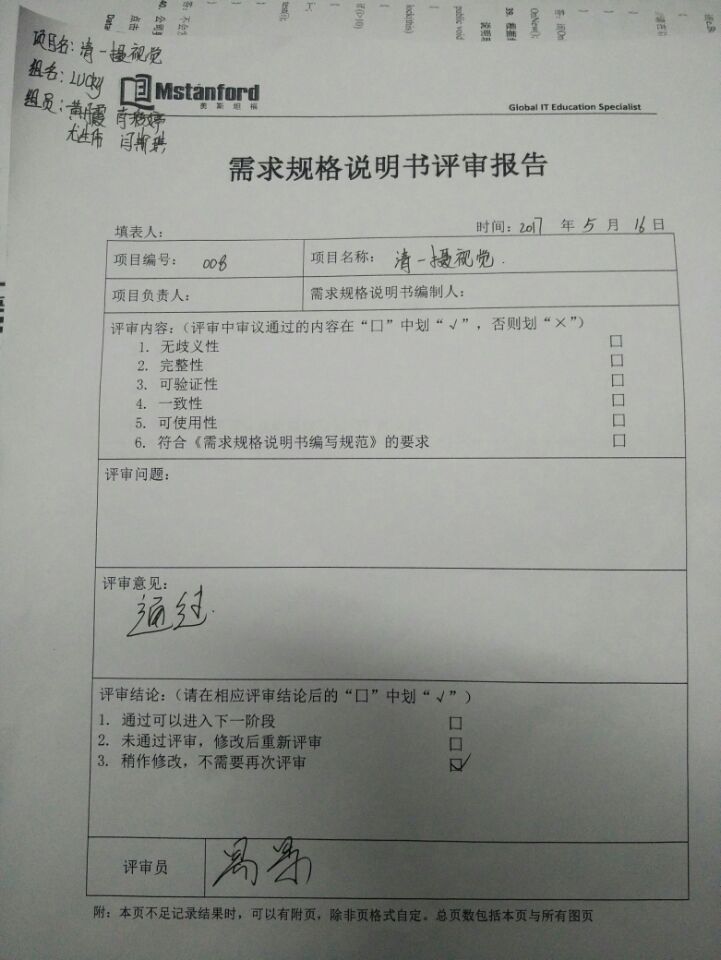 项目名：清一摄视觉
组名：Lucky
组员：
Mstanford
美斯坦福
Global IT Education Specialist
需求规格说明书评审报告
填表人：
时间：2017 年 5 月 16 日
项目编号： 008
项目名称： 清一摄视觉.
项目负责人：
需求规格说明书编制人：
评审内容：（评审中审议通过的内容在“口”中划“√”，否则划“×”）
1. 无歧义性 □
2. 完整性 □
3. 可验证性 □
4. 一致性 □
5. 可使用性 □
6. 符合《需求规格说明书编写规范》的要求 □
评审问题：
评审意见：
通过.
评审结论：（请在相应评审结论后的“口”中划“√”）
1. 通过可以进入下一阶段 □
2. 未通过评审，修改后重新评审 □
3. 稍作修改，不需要再次评审 ☑
评审员
附：本页不足记录结果时，可以有附页，除非页格式自定。总页数包括本页与所有图页